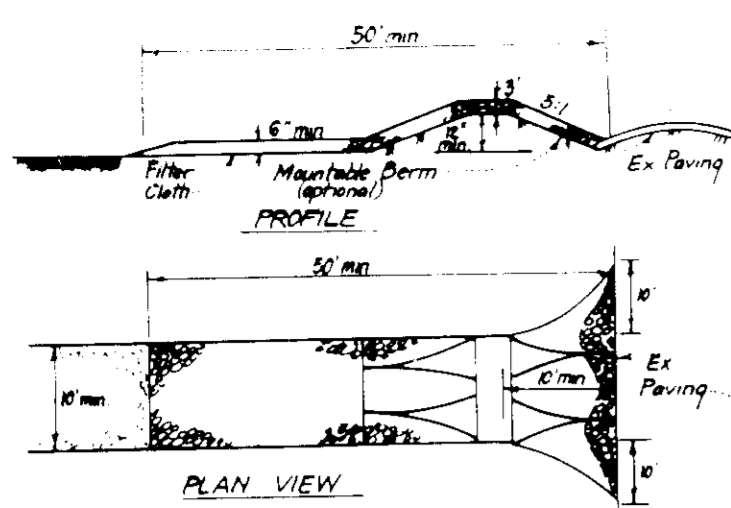 50' min
3'
5:1
6" min
12" min
Filter Cloth
Mountable Berm (optional)
Ex Paving
PROFILE
50' min
10'
10' min
10' min
Ex Paving
10'
PLAN VIEW